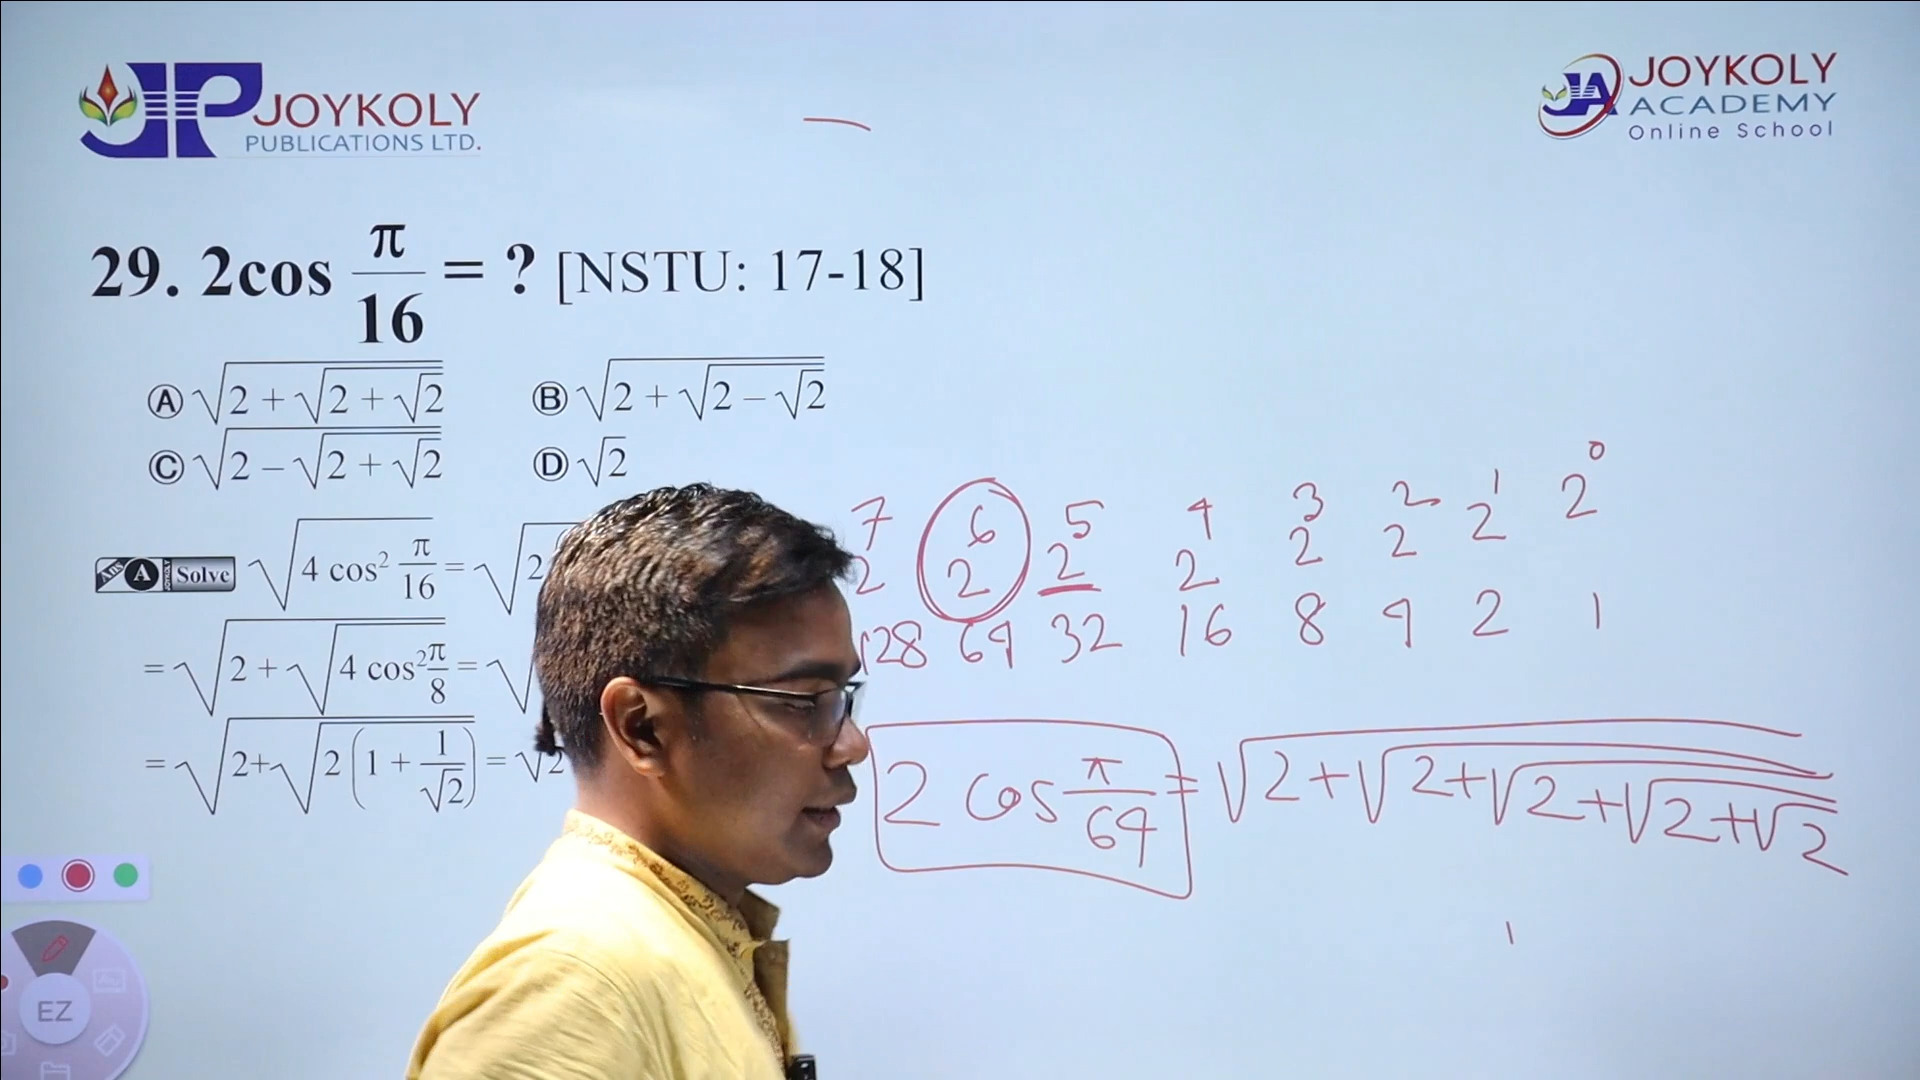 JP JOYKOLY
PUBLICATIONS LTD.
JA JOYKOLY
ACADEMY
Online School
29. 2cos π/16 = ? [NSTU: 17-18]
Ⓐ √(2 + √(2 + √2)) Ⓑ √(2 + √(2 – √2))
Ⓒ √(2 – √(2 + √2)) Ⓓ √2
Ans A JOYKOLY Solve √(4 cos² π/16) = √2
= √(2 + √(4 cos² π/8)) = √
= √(2+√(2(1 + 1/√2))) = √2
2⁷ 2⁶ 2⁵ 2⁴ 2³ 2² 2¹ 2⁰
128 64 32 16 8 4 2 1
2 cos π/64 = √(2+√(2+√(2+√(2+√2))))
EZ